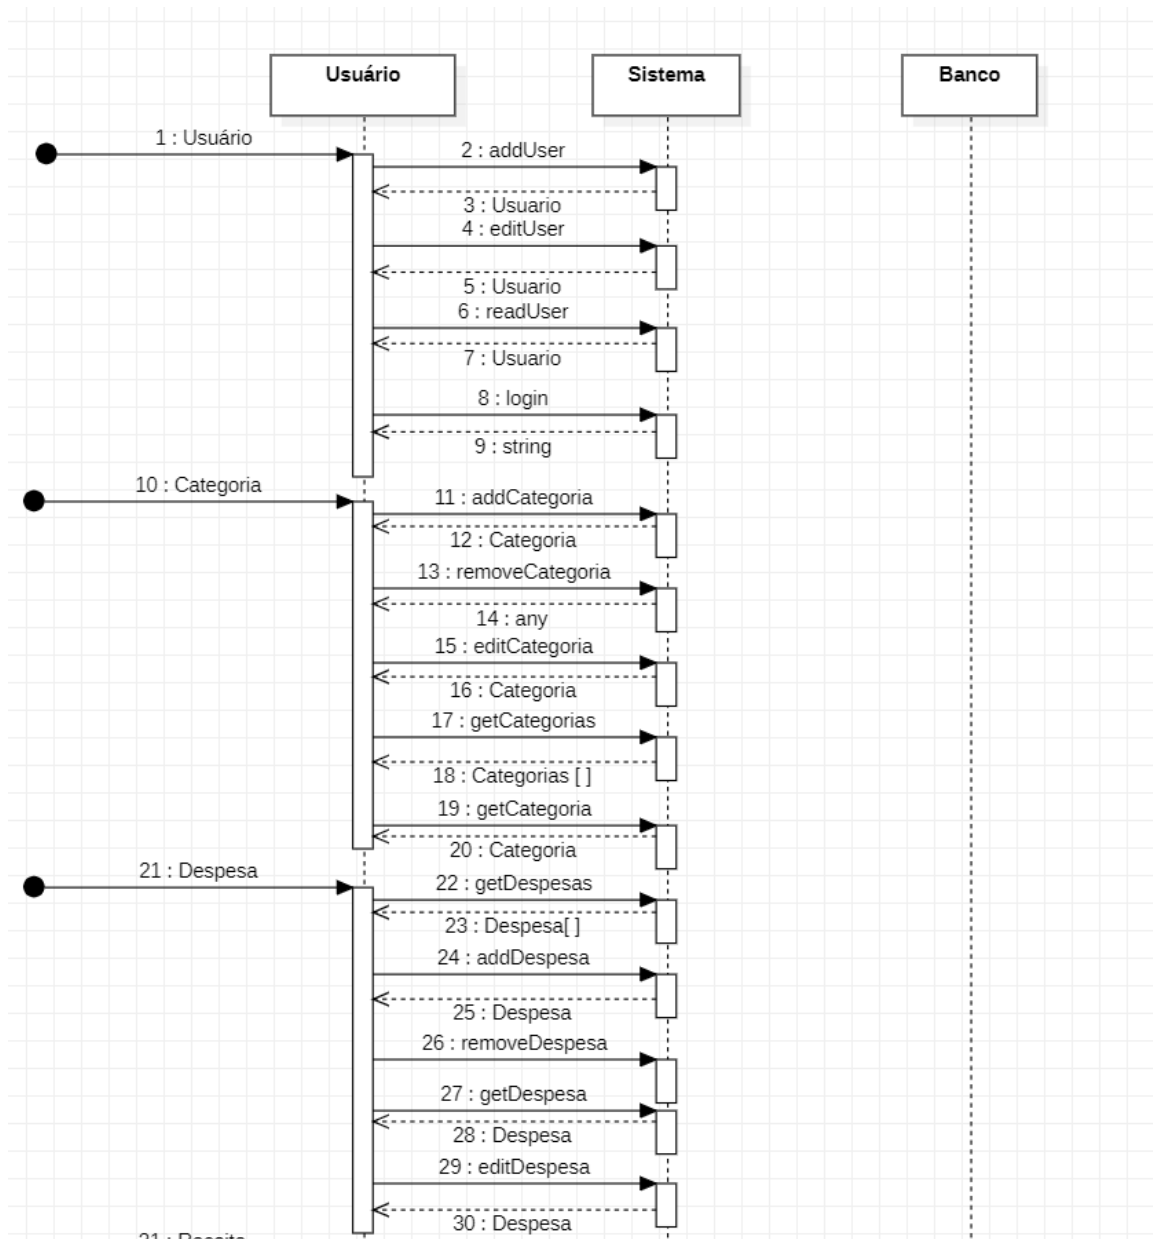 Usuário
Sistema
Banco
1 : Usuário
2 : addUser
3 : Usuario
4 : editUser
5 : Usuario
6 : readUser
7 : Usuario
8 : login
9 : string
10 : Categoria
11 : addCategoria
12 : Categoria
13 : removeCategoria
14 : any
15 : editCategoria
16 : Categoria
17 : getCategorias
18 : Categorias [ ]
19 : getCategoria
20 : Categoria
21 : Despesa
22 : getDespesas
23 : Despesa[ ]
24 : addDespesa
25 : Despesa
26 : removeDespesa
27 : getDespesa
28 : Despesa
29 : editDespesa
30 : Despesa